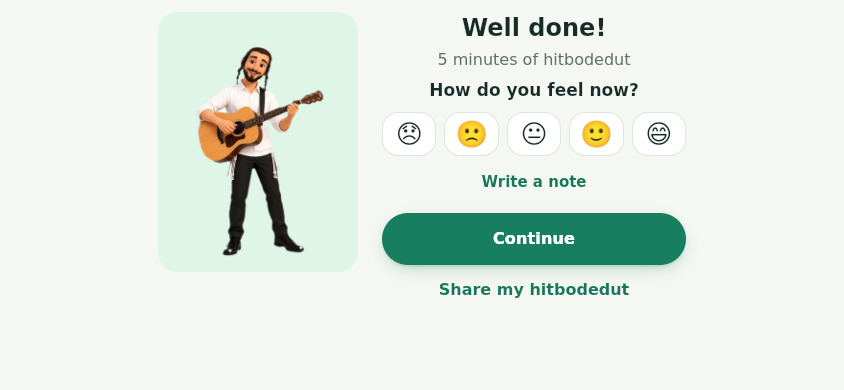 Well done!
5 minutes of hitbodedut
How do you feel now?
Write a note
Continue
Share my hitbodedut